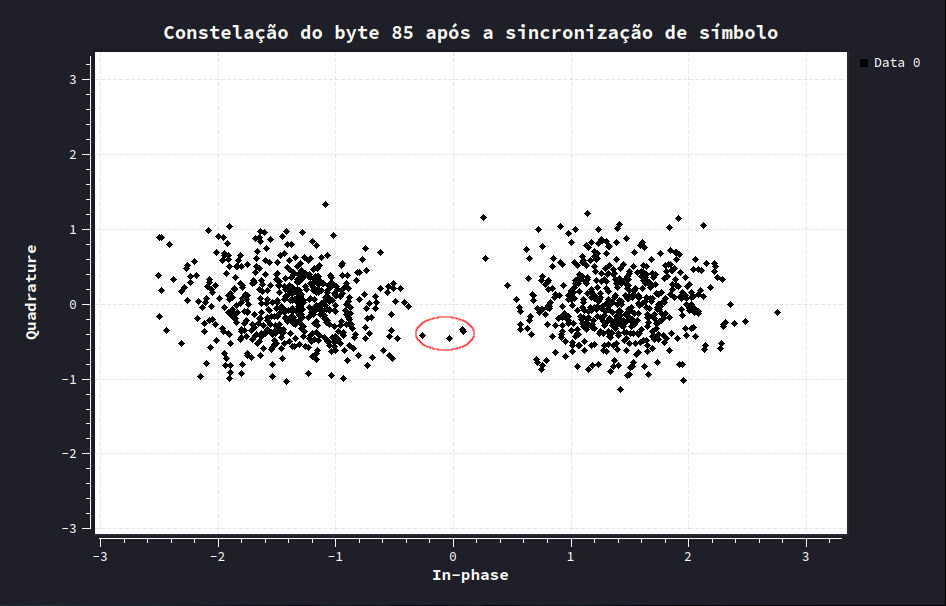 Constelação do byte 85 após a sincronização de símbolo
Data 0
Quadrature
3
2
1
0
−1
−2
−3
−3 −2 −1 0 1 2 3
In-phase